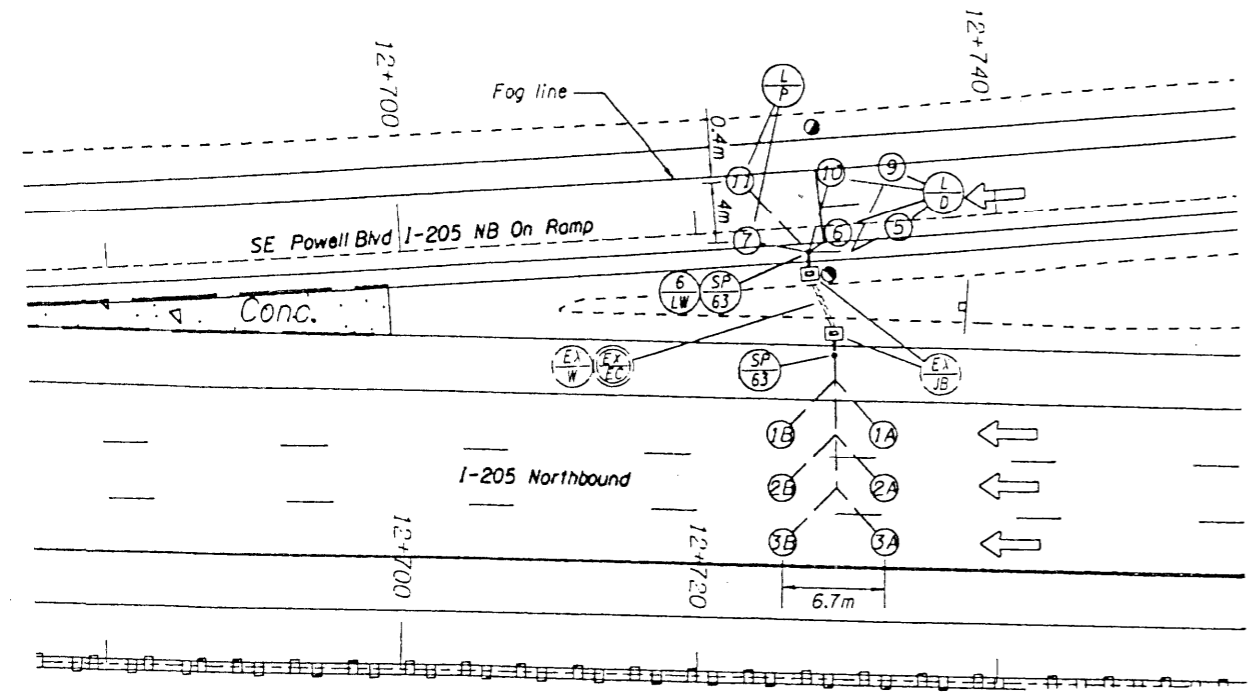 12+700
12+740
Fog line
L
P
0.4m
11
10
9
L
D
4m
7
6
5
SE Powell Blvd I-205 NB On Ramp
6
LW
SP
63
Conc.
EX
W
EX
EC
SP
63
EX
JB
1B
1A
I-205 Northbound
2B
2A
12+700
12+720
3B
3A
6.7m